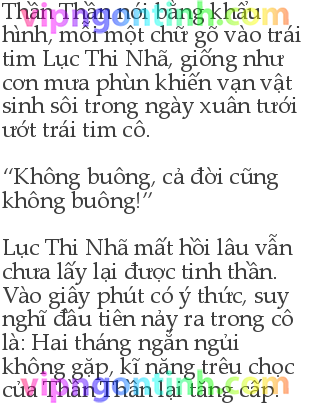 Thần Thần nói bằng khẩu
hình, mỗi một chữ gõ vào trái
tim Lục Thi Nhã, giống như
cơn mưa phùn khiến vạn vật
sinh sôi trong ngày xuân tưới
ướt trái tim cô.
“Không buông, cả đời cũng
không buông!”
Lục Thi Nhã mất hồi lâu vẫn
chưa lấy lại được tinh thần.
Vào giây phút có ý thức, suy
nghĩ đầu tiên nảy ra trong cô
là: Hai tháng ngắn ngủi
không gặp, kĩ năng trêu chọc
của Thần Thần lại tăng cấp.
vipngontinh.com
vipngontinh.com